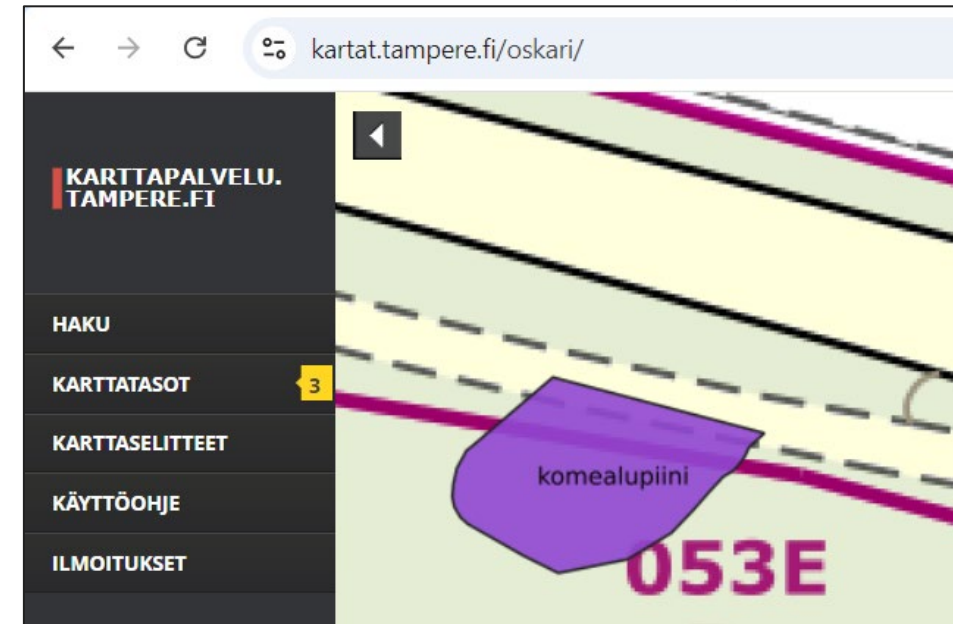 kartat.tampere.fi/oskari/
KARTTAPALVELU.
TAMPERE.FI
HAKU
KARTTATASOT 3
KARTTASELITTEET
KÄYTTÖOHJE
ILMOITUKSET
komealupiini
053E